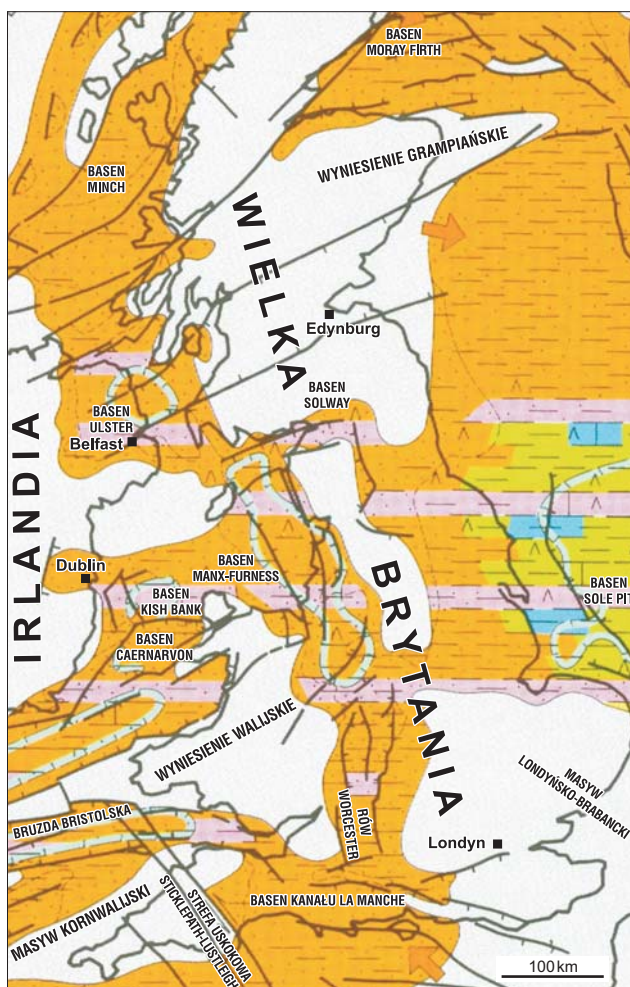 BASEN
MORAY FIRTH
WYNIESIENIE GRAMPIAŃSKIE
BASEN
MINCH
WIELKA
Edynburg
BASEN
SOLWAY
BASEN
ULSTER
Belfast
IRLANDIA
Dublin
BASEN
MANX-FURNESS
BRYTANIA
BASEN
SOLE PIT
BASEN
KISH BANK
BASEN
CAERNARVON
WYNIESIENIE WALIJSKIE
MASYW
LONDYŃSKO-BRABANCKI
RÓW
WORCESTER
BRUZDA BRISTOLSKA
Londyn
MASYW KORNWALIJSKI
STREFA USKOKOWA
STICKLEPATH-LUSTLEIGH
BASEN KANAŁU LA MANCHE
100 km